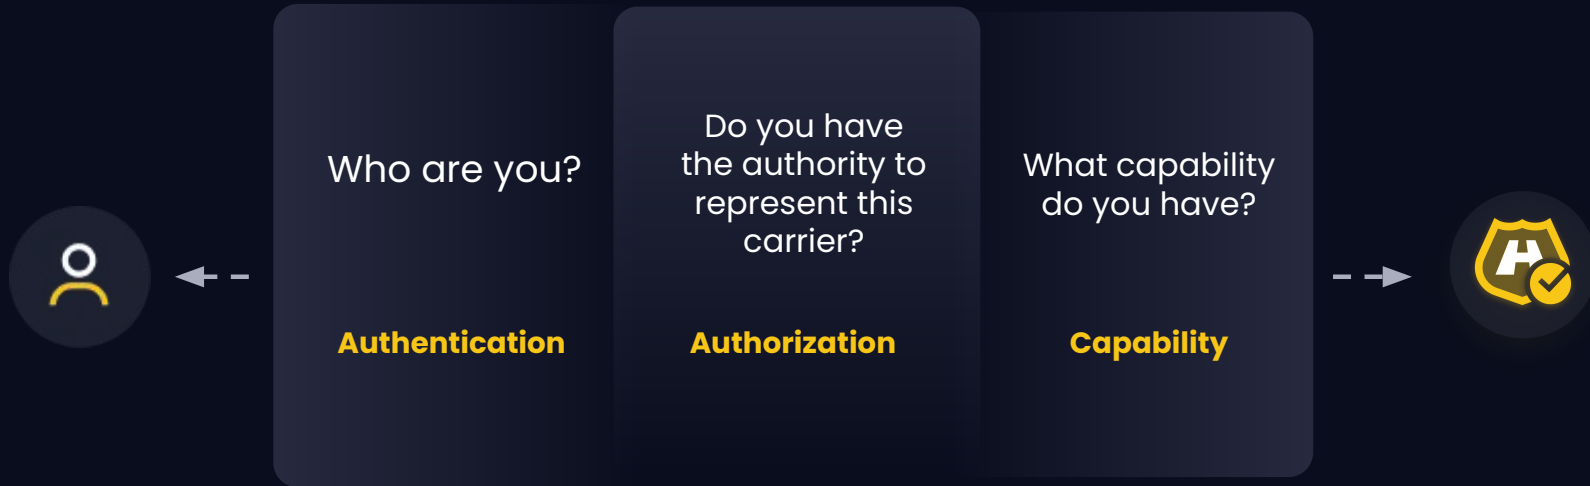 Who are you?
Authentication
Do you have
the authority to
represent this
carrier?
Authorization
What capability
do you have?
Capability
H